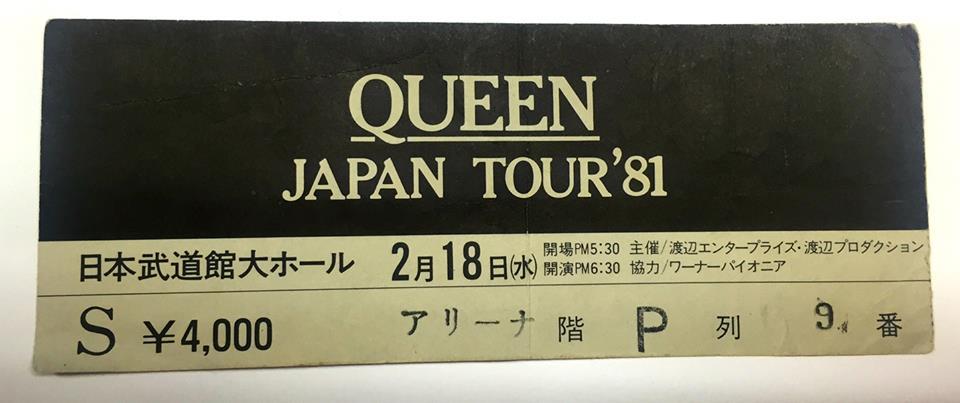 QUEEN
JAPAN TOUR '81
日本武道館大ホール 2月18日(水) 開場PM5:30 主催/渡辺エンタープライズ・渡辺プロダクション
開演PM6:30 協力/ワーナーパイオニア
S ¥4,000 アリーナ階 P 列 9 番